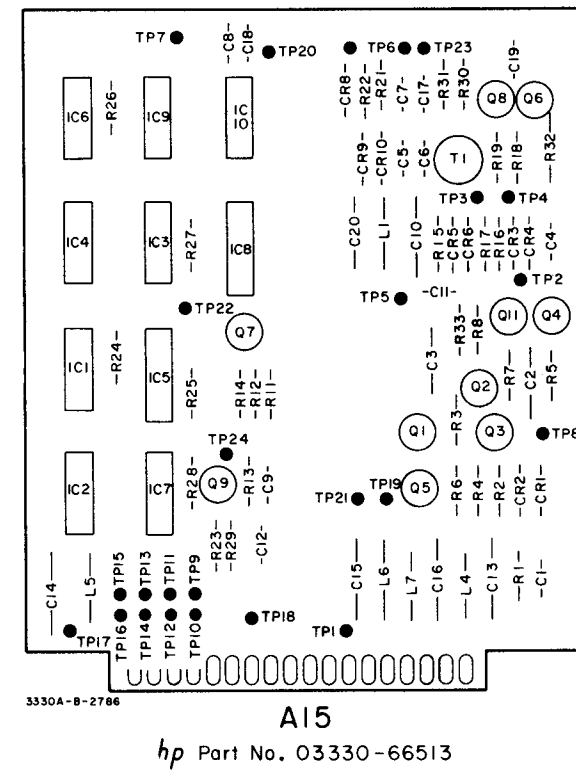 TP7
-C8-
-C18-
TP20
TP6
TP23
-C19-
-CR8-
-R22-
-R21-
-C7-
-C17-
-R31-
-R30-
Q8
Q6
IC6
-R26-
IC9
IC
10
-CR9-
-CR10-
-C5-
-C6-
T1
-R19-
-R18-
-R32-
TP3
TP4
IC4
IC3
-R27-
IC8
-C20-
-L1-
-C10-
-R15-
-CR5-
-CR6-
-R17-
-R16-
-CR3-
-CR4-
-C4-
TP2
TP22
TP5
-C11-
Q7
-C3-
-R33-
-R8-
Q11
Q4
IC1
-R24-
IC5
-R25-
-R14-
-R12-
-R11-
Q2
-R7-
-C2-
-R5-
-R3-
Q1
Q3
TP8
TP24
IC2
IC7
-R28-
Q9
-R13-
-C9-
TP21
TP19
Q5
-R6-
-R4-
-R2-
-CR2-
-CR1-
-R23-
-R29-
-C12-
-C14-
-L5-
TP15
TP13
TP11
TP9
-C15-
-L6-
-L7-
-C16-
-L4-
-C13-
-R1-
-C1-
TP17
TP16
TP14
TP12
TP10
TP18
TP1
3330A-B-2786
A15
hp Part No. 03330-66513